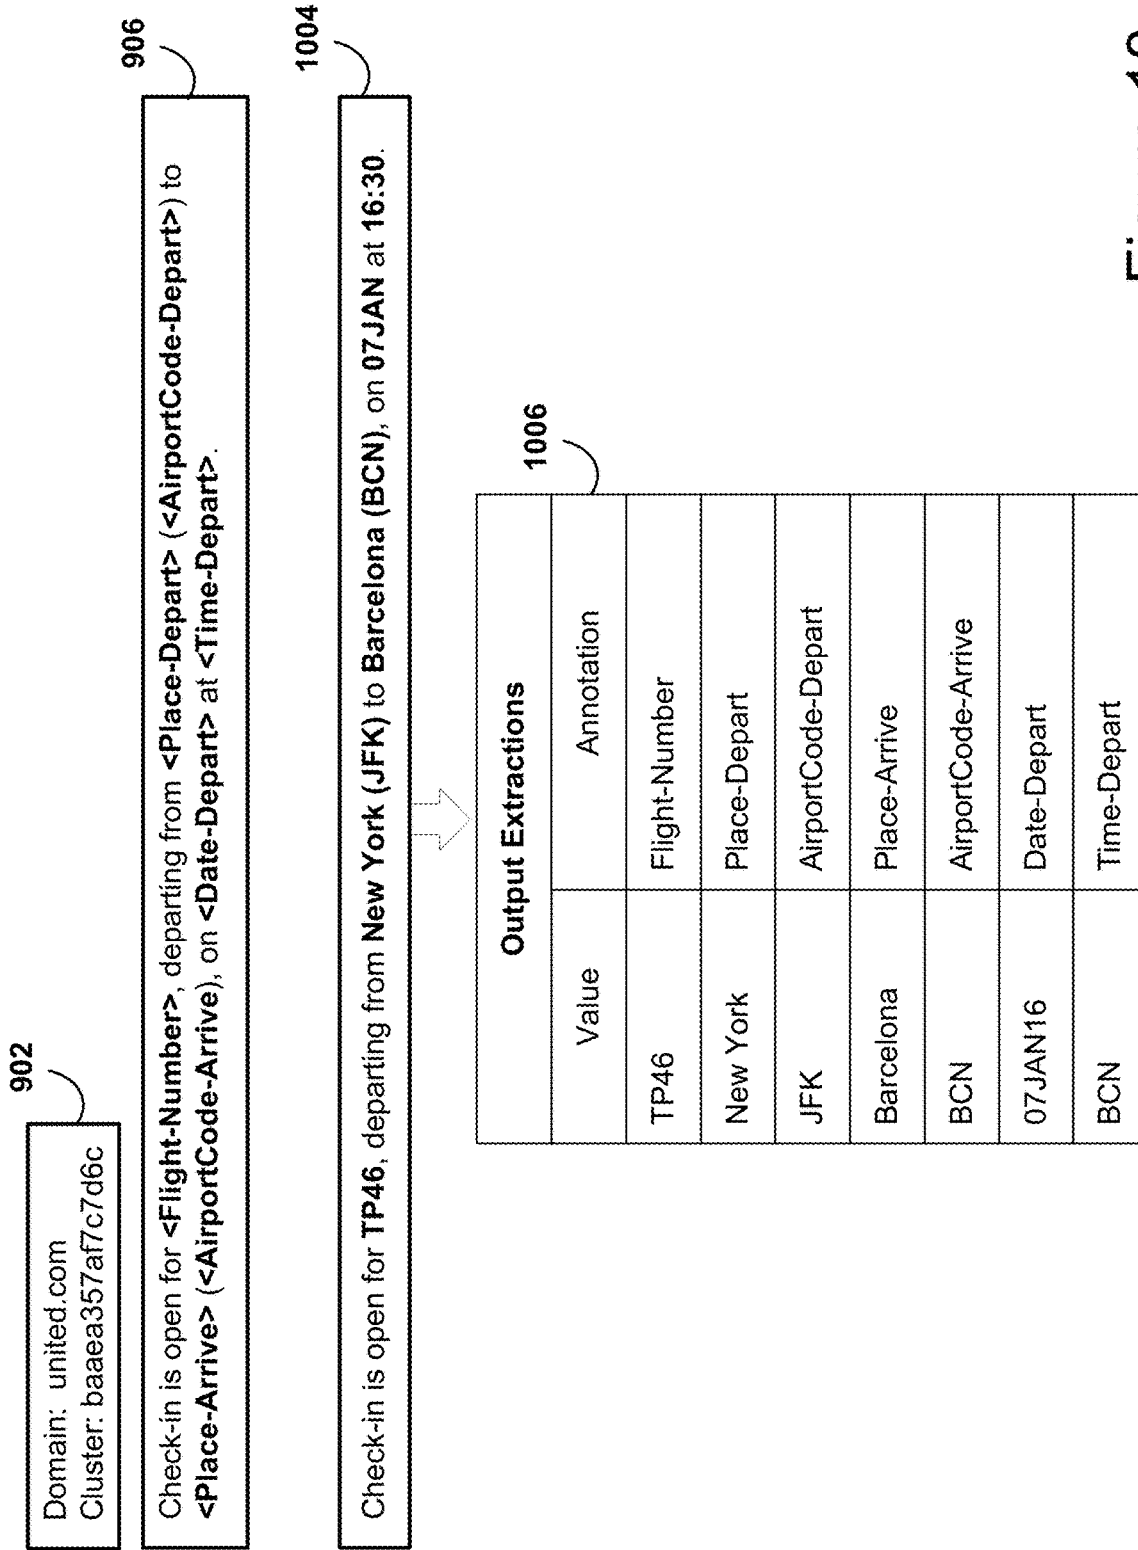 902
Domain: united.com
Cluster: baaea357af7c7d6c
906
Check-in is open for <Flight-Number>, departing from <Place-Depart> (<AirportCode-Depart>) to
<Place-Arrive> (<AirportCode-Arrive), on <Date-Depart> at <Time-Depart>.
1004
Check-in is open for TP46, departing from New York (JFK) to Barcelona (BCN), on 07JAN at 16:30.
1006
Output Extractions
Value Annotation
TP46 Flight-Number
New York Place-Depart
JFK AirportCode-Depart
Barcelona Place-Arrive
BCN AirportCode-Arrive
07JAN16 Date-Depart
BCN Time-Depart